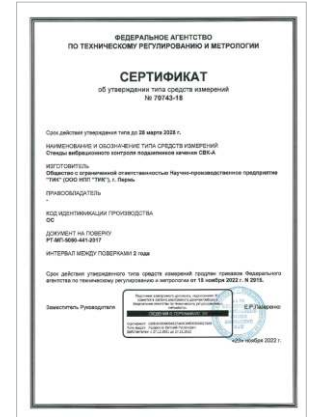 ФЕДЕРАЛЬНОЕ АГЕНТСТВО
ПО ТЕХНИЧЕСКОМУ РЕГУЛИРОВАНИЮ И МЕТРОЛОГИИ
СЕРТИФИКАТ
об утверждении типа средств измерений
№ 70743-18
Срок действия утверждения типа до 28 марта 2028 г.
НАИМЕНОВАНИЕ И ОБОЗНАЧЕНИЕ ТИПА СРЕДСТВ ИЗМЕРЕНИЙ
Стенды вибрационного контроля подшипников качения СВК-А
ИЗГОТОВИТЕЛЬ
Общество с ограниченной ответственностью Научно-производственное предприятие
"ТИК" (ООО НПП "ТИК"), г. Пермь
ПРАВООБЛАДАТЕЛЬ
-
КОД ИДЕНТИФИКАЦИИ ПРОИЗВОДСТВА
ОС
ДОКУМЕНТ НА ПОВЕРКУ
РТ-МП-5090-441-2017
ИНТЕРВАЛ МЕЖДУ ПОВЕРКАМИ 2 года
Срок действия утвержденного типа средств измерений продлен приказом Федерального
агентства по техническому регулированию и метрологии от 18 ноября 2022 г. N 2915.
Заместитель Руководителя
Е.Р.Лазаренко
ноября 2022 г.